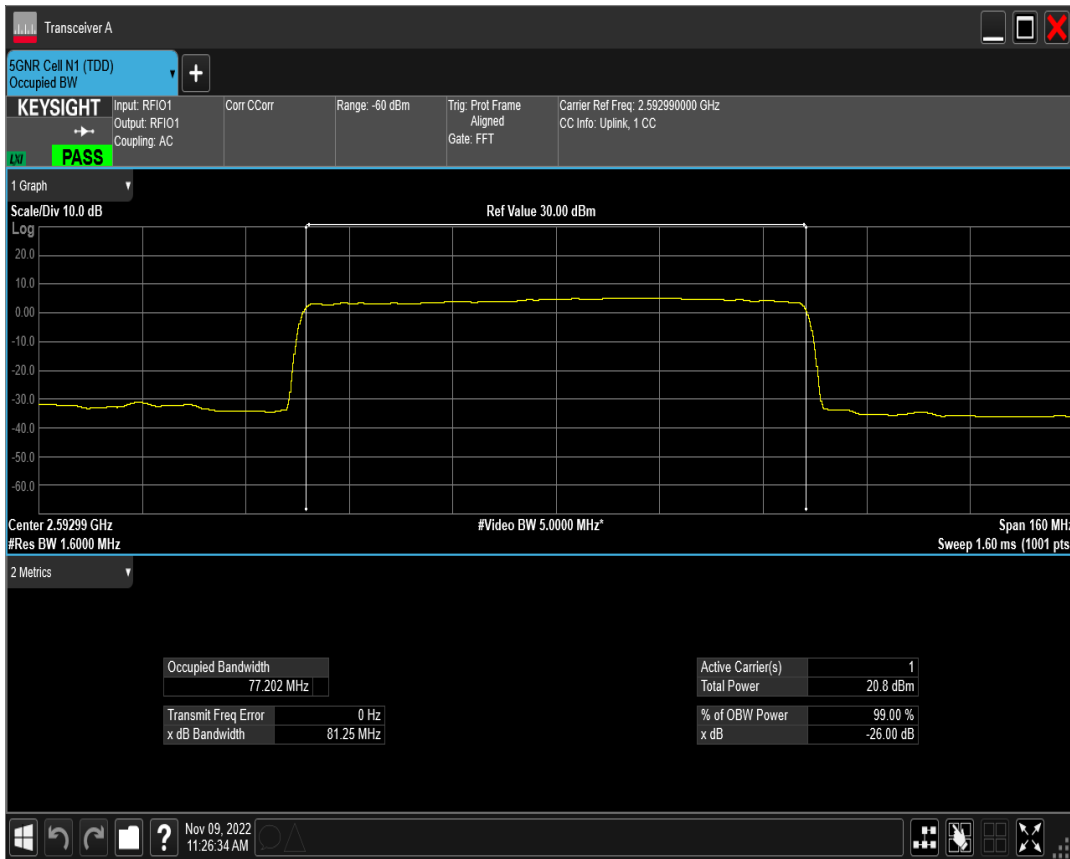 Transceiver A
5GNR Cell N1 (TDD)
Occupied BW
+
KEYSIGHT
LXI
PASS
Input: RFIO1
Output: RFIO1
Coupling: AC
Corr CCorr
Range: -60 dBm
Trig: Prot Frame
Aligned
Gate: FFT
Carrier Ref Freq: 2.592990000 GHz
CC Info: Uplink, 1 CC
1 Graph
Scale/Div 10.0 dB
Ref Value 30.00 dBm
Log
20.0
10.0
0.00
-10.0
-20.0
-30.0
-40.0
-50.0
-60.0
Center 2.59299 GHz
#Video BW 5.0000 MHz*
Span 160 MHz
#Res BW 1.6000 MHz
Sweep 1.60 ms (1001 pts
2 Metrics
Occupied Bandwidth
77.202 MHz
Transmit Freq Error 0 Hz
x dB Bandwidth 81.25 MHz
Active Carrier(s) 1
Total Power 20.8 dBm
% of OBW Power 99.00 %
x dB -26.00 dB
?
Nov 09, 2022
11:26:34 AM